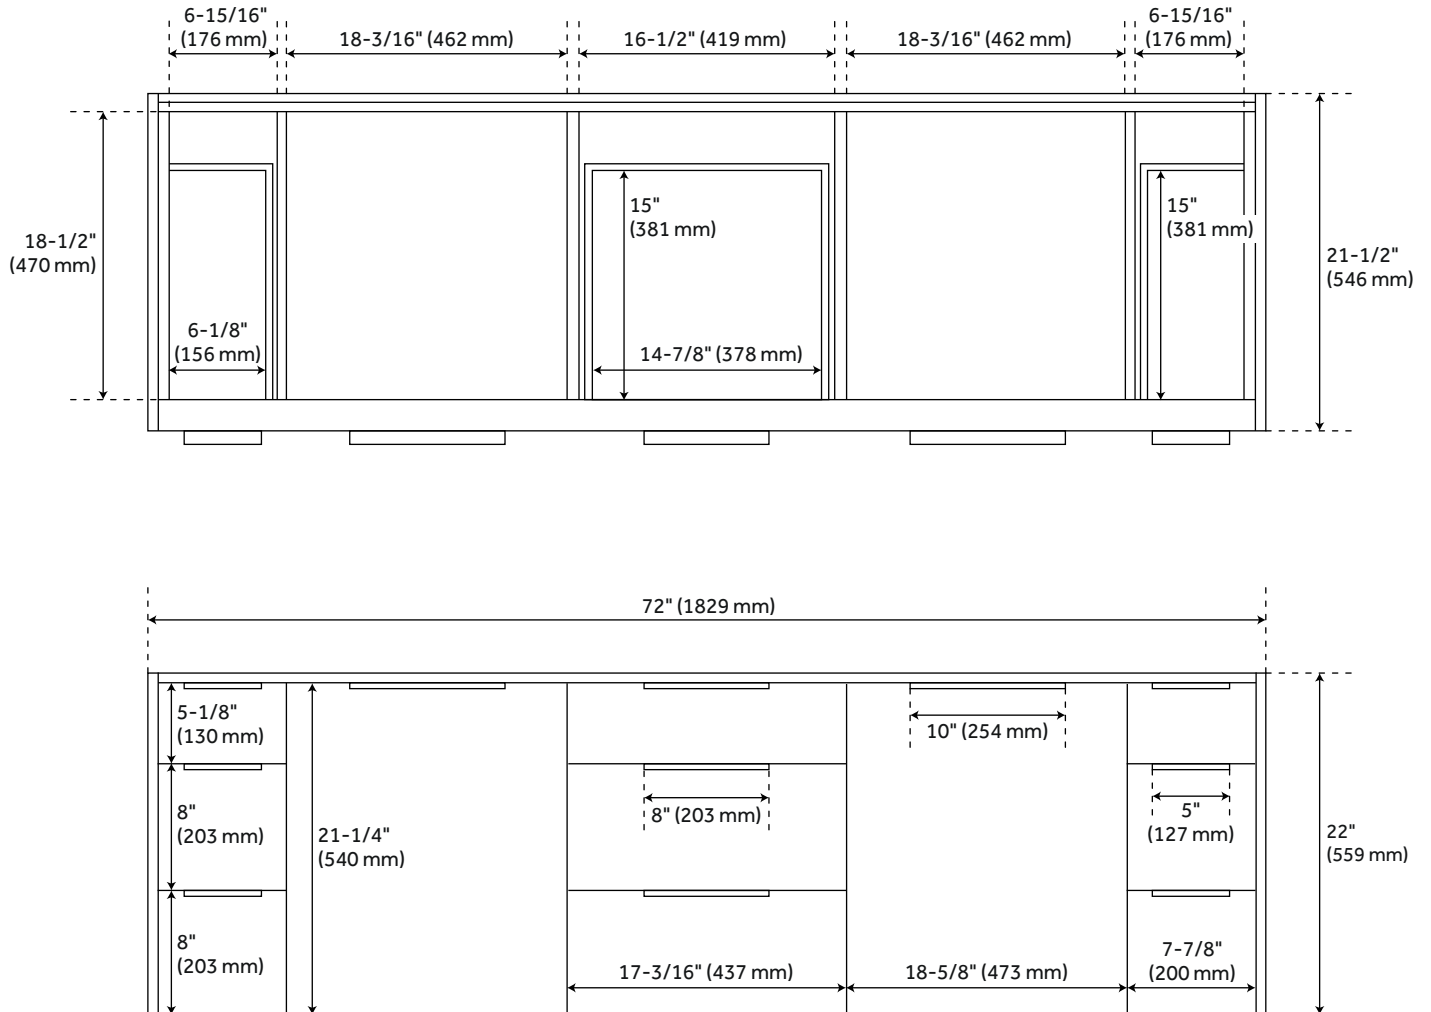 6-15/16"
(176 mm)
18-3/16" (462 mm)
16-1/2" (419 mm)
18-3/16" (462 mm)
6-15/16"
(176 mm)
15"
(381 mm)
15"
(381 mm)
18-1/2"
(470 mm)
21-1/2"
(546 mm)
6-1/8"
(156 mm)
14-7/8" (378 mm)
72" (1829 mm)
5-1/8"
(130 mm)
10" (254 mm)
8"
(203 mm)
8" (203 mm)
5"
(127 mm)
21-1/4"
(540 mm)
22"
(559 mm)
8"
(203 mm)
17-3/16" (437 mm)
18-5/8" (473 mm)
7-7/8"
(200 mm)